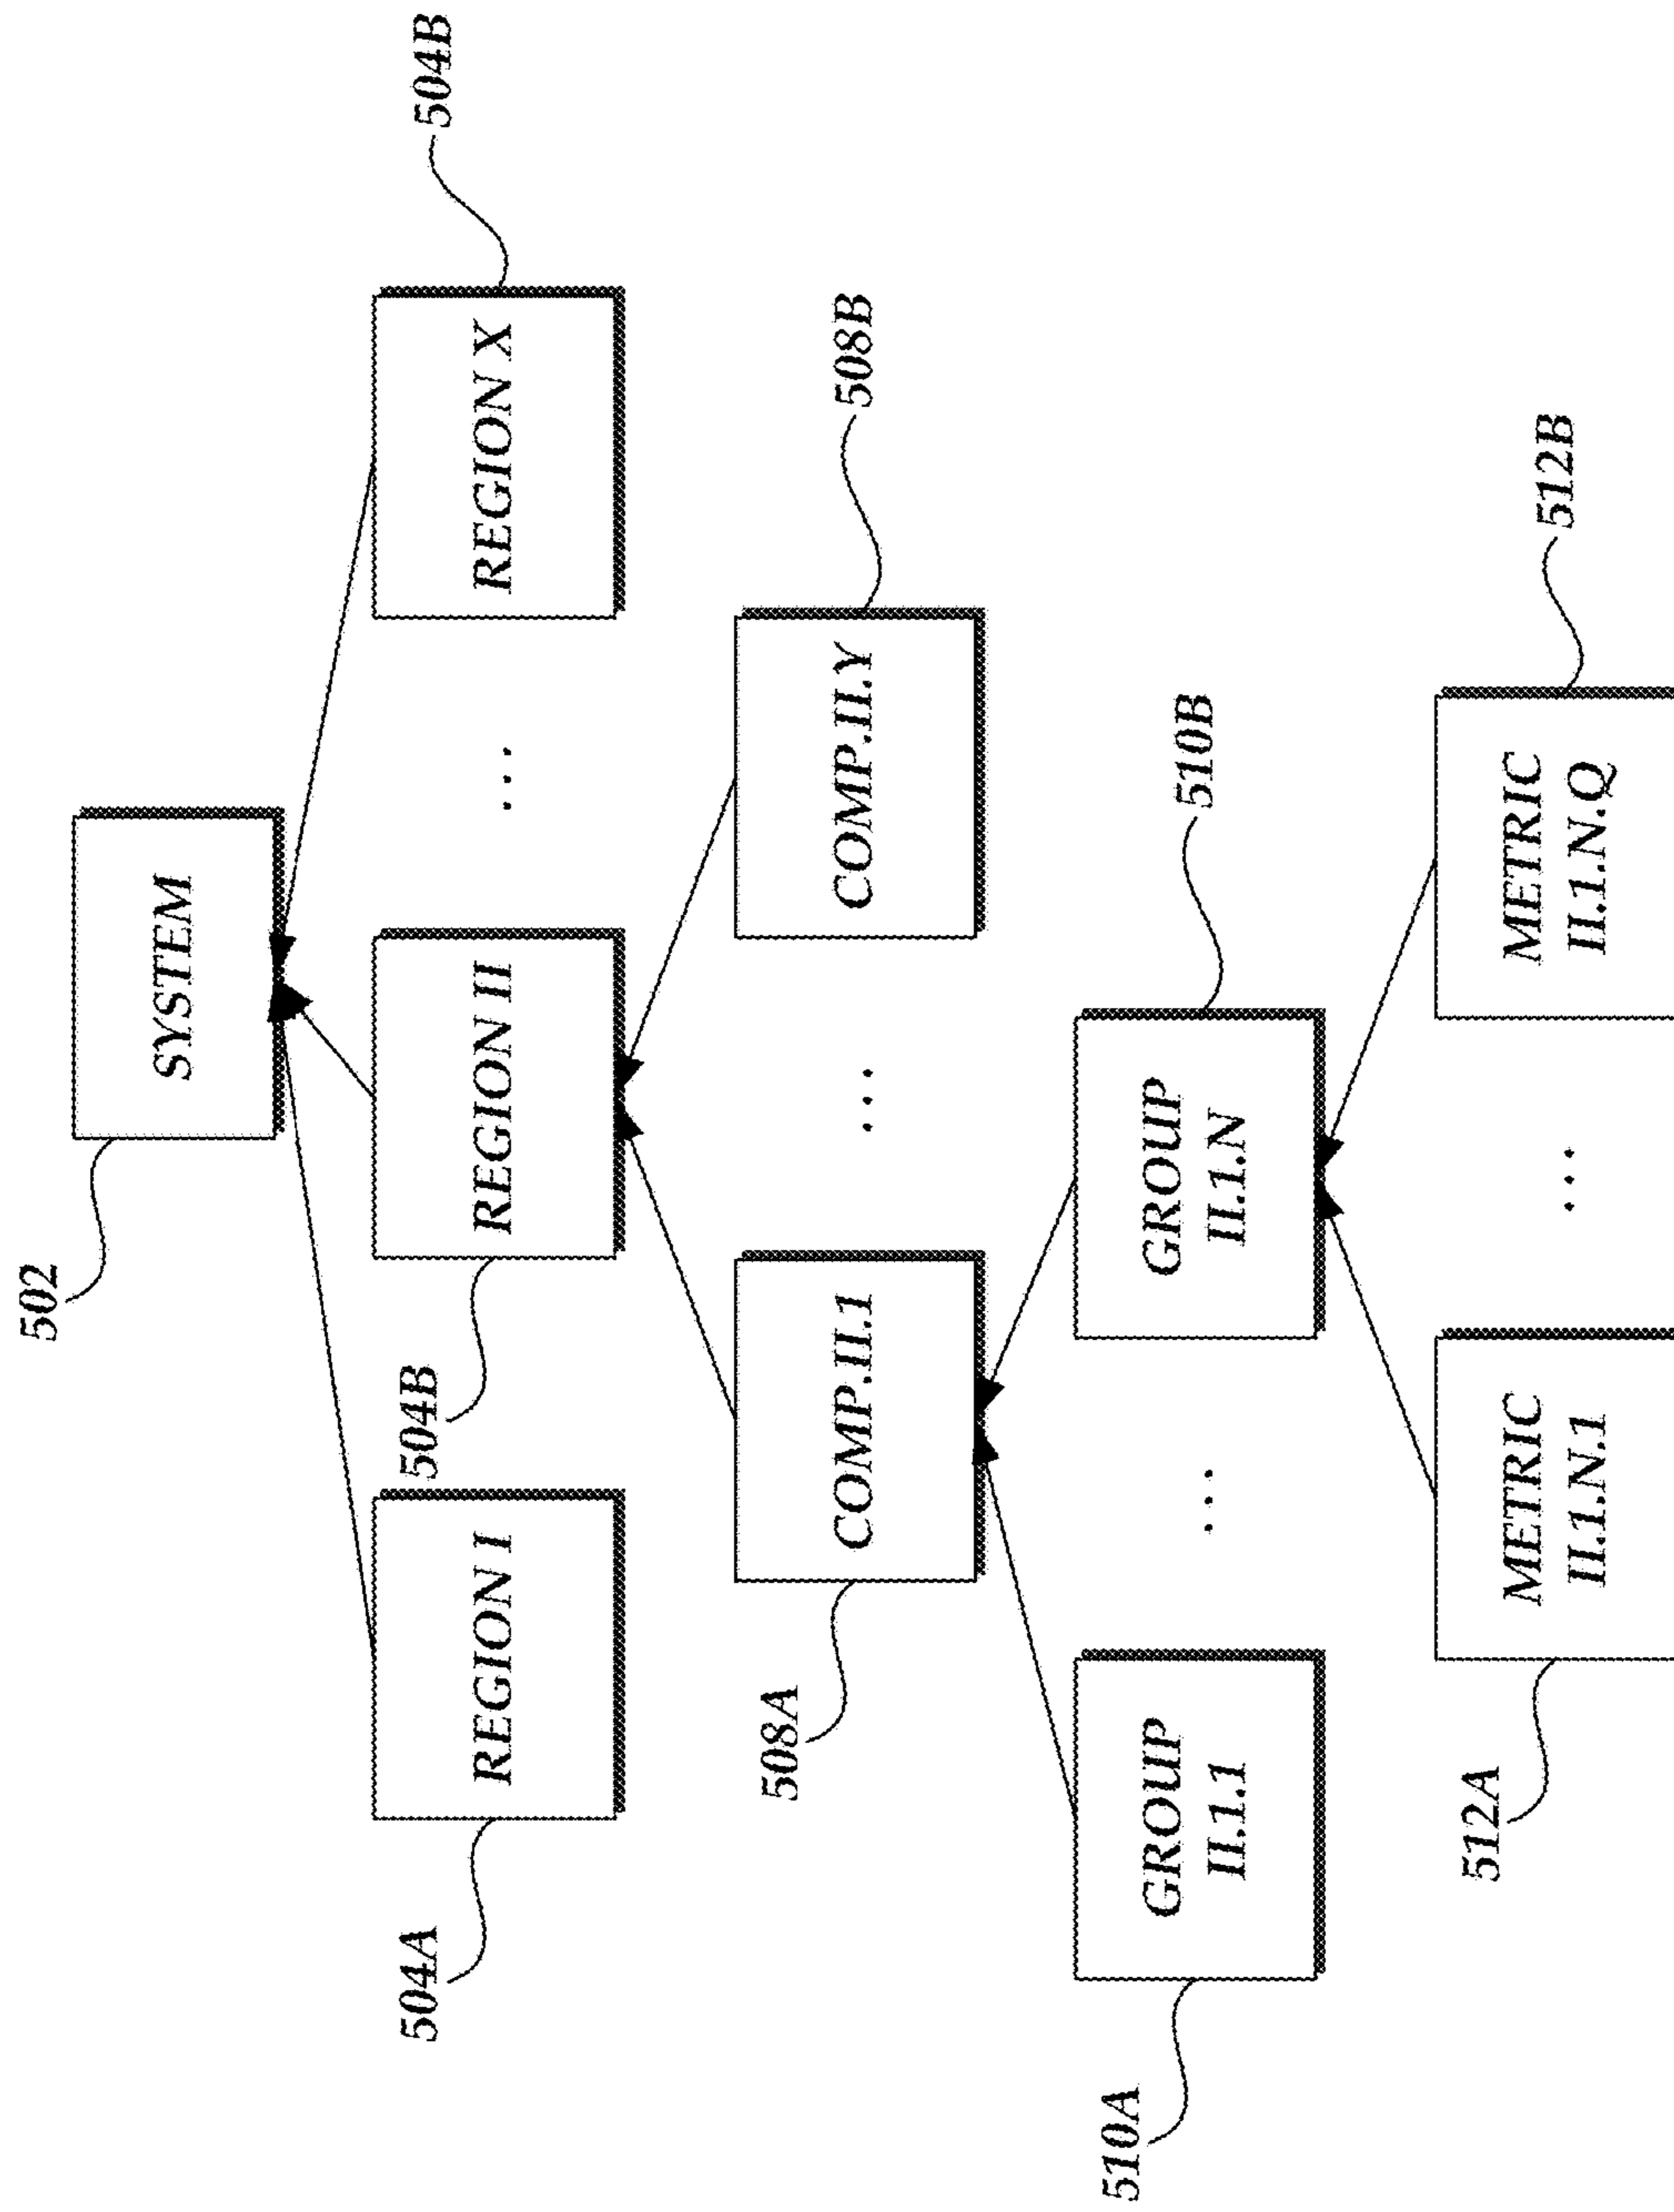 502
SYSTEM
504A
REGION I
504B
REGION II
...
REGION X
504B
508A
COMP.II.1
...
COMP.II.Y
508B
510A
GROUP
II.1.1
...
GROUP
II.1.N
510B
512A
METRIC
II.1.N.1
...
METRIC
II.1.N.Q
512B